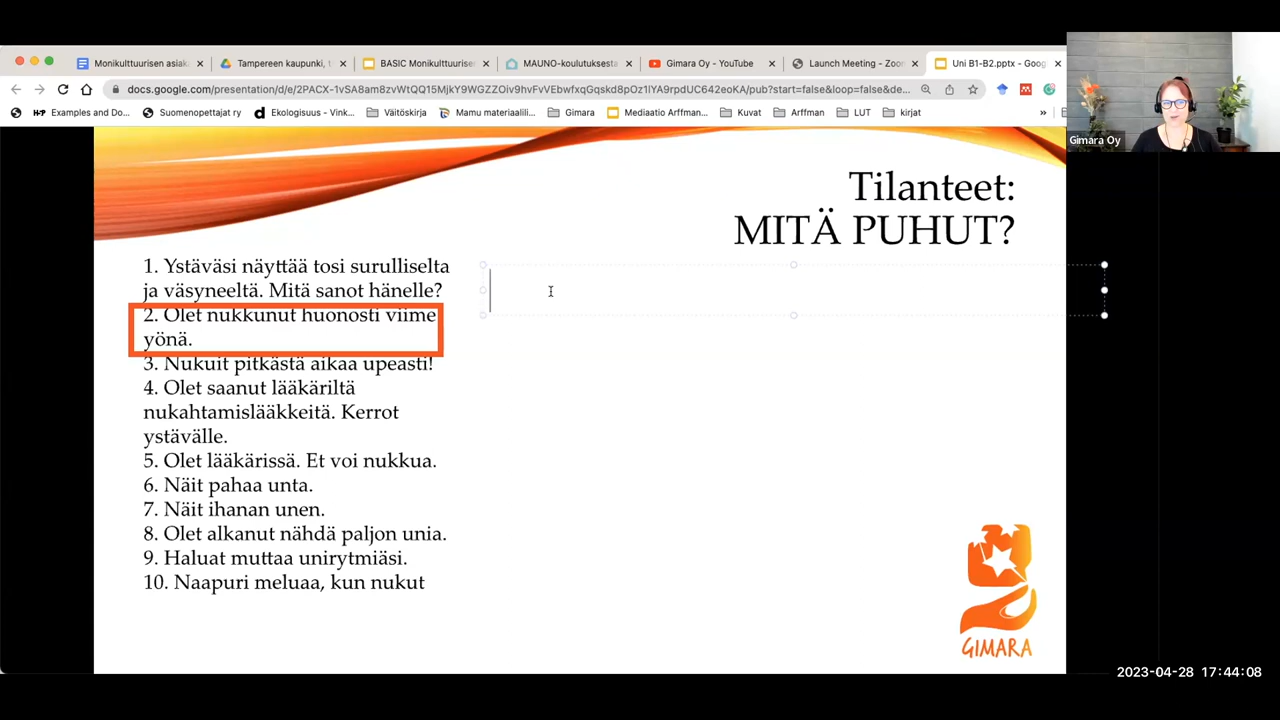 Monikulttuurisen asiak
Tampereen kaupunki, t
BASIC Monikulttuurise
MAUNO-koulutuksesta
Gimara Oy - YouTube
Launch Meeting - Zoo
Uni B1-B2.pptx - Goog
docs.google.com/presentation/d/e/2PACX-1vSA8am8zvWtQQ15MjkY9WGZZOiv9hvFvVEbwfxqGqskd8pOz1IYA9rpdUC642eoKA/pub?start=false&loop=false&de...
Examples and Do...
Suomenopettajat ry
Ekologisuus - Vink...
Väitöskirja
Mamu materiaalili...
Gimara
Mediaatio Arffman...
Kuvat
Arffman
LUT
kirjat
»
Gimara Oy
Tilanteet:
MITÄ PUHUT?
1. Ystäväsi näyttää tosi surulliselta
ja väsyneeltä. Mitä sanot hänelle?
2. Olet nukkunut huonosti viime
yönä.
3. Nukuit pitkästä aikaa upeasti!
4. Olet saanut lääkäriltä
nukahtamislääkkeitä. Kerrot
ystävälle.
5. Olet lääkärissä. Et voi nukkua.
6. Näit pahaa unta.
7. Näit ihanan unen.
8. Olet alkanut nähdä paljon unia.
9. Haluat muttaa unirytmiäsi.
10. Naapuri meluaa, kun nukut
GIMARA
2023-04-28 17:44:08